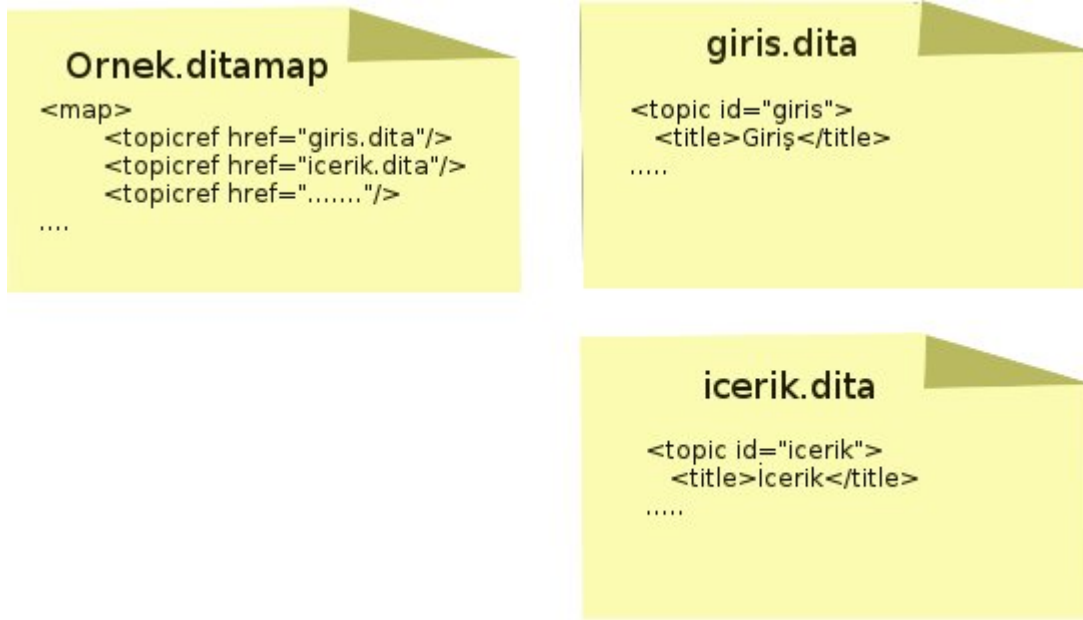 Ornek.ditamap
<map>
<topicref href="giris.dita"/>
<topicref href="icerik.dita"/>
<topicref href="......."/>
....
giris.dita
<topic id="giris">
<title>Giriş</title>
.....
icerik.dita
<topic id="icerik">
<title>İcerik</title>
.....